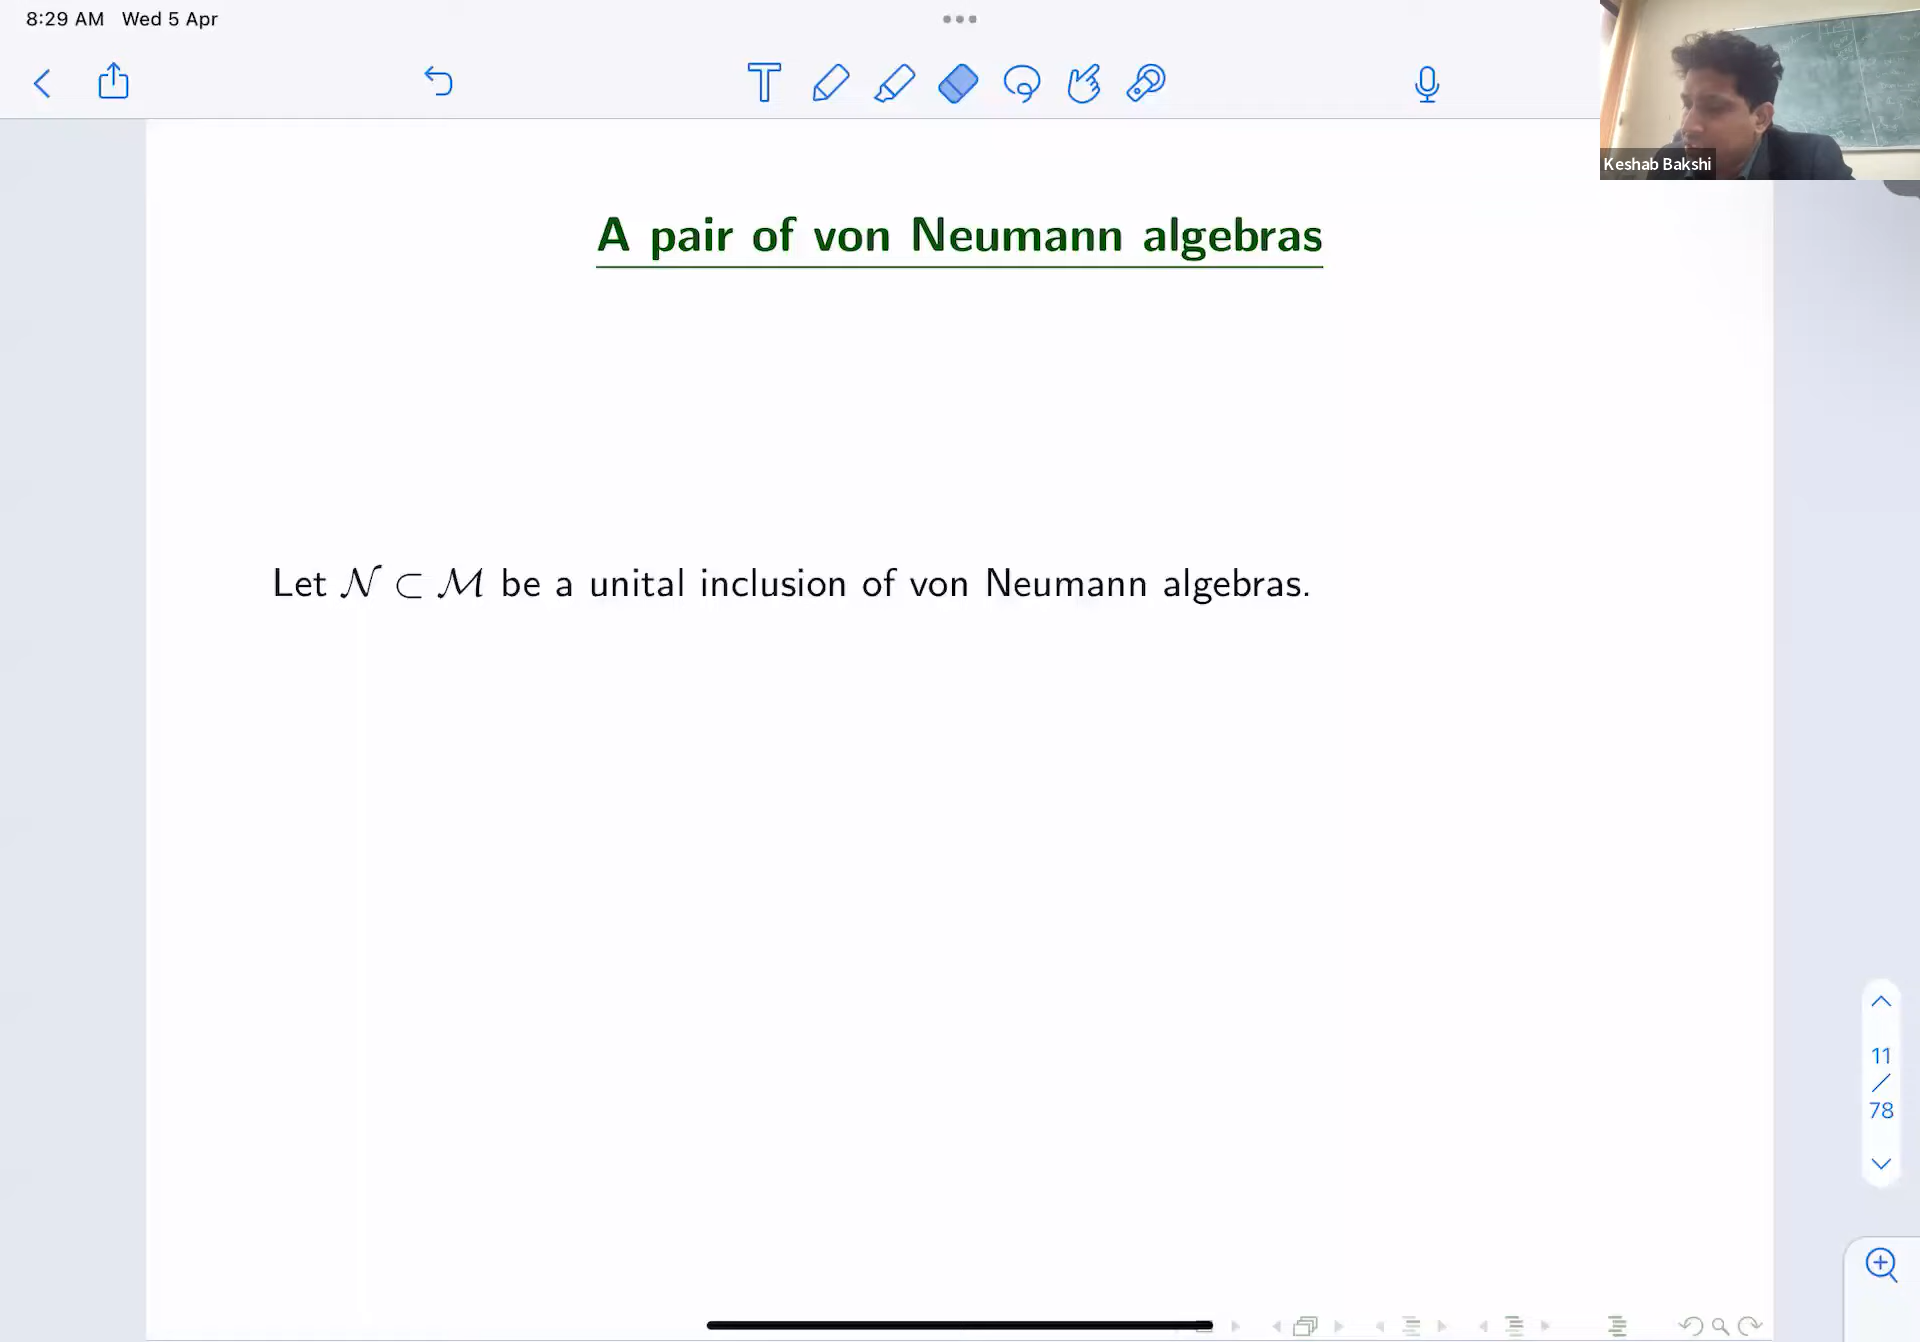 8:29 AM Wed 5 Apr
Keshab Bakshi
A pair of von Neumann algebras
Let 𝒩 ⊂ ℳ be a unital inclusion of von Neumann algebras.
11
/
78